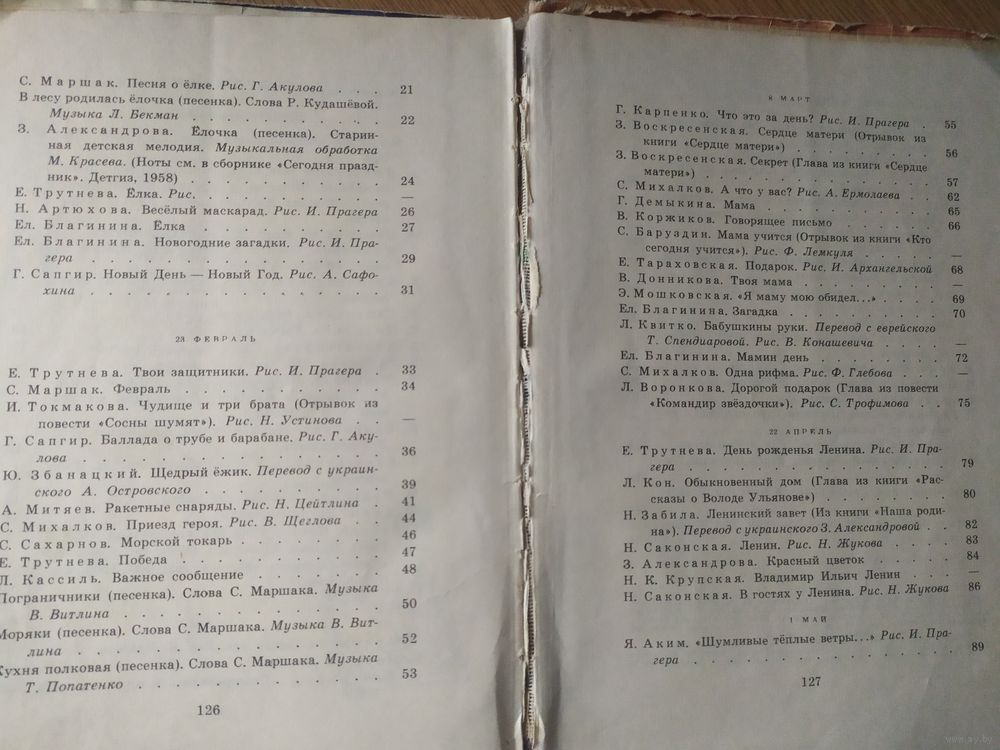 С. Маршак. Песня о ёлке. Рис. Г. Акулова . . . 21
В лесу родилась ёлочка (песенка). Слова Р. Кудашёвой.
Музыка Л. Бекман . . . . . . . . . . . 22
З. Александрова. Ёлочка (песенка). Старин-
ная детская мелодия. Музыкальная обработка
М. Красева. (Ноты см. в сборнике «Сегодня празд-
ник». Детгиз, 1958) . . . . . . . . . . 24
Е. Трутнева. Ёлка. Рис. . . . . . . . . . —
Н. Артюхова. Весёлый маскарад. Рис. И. Прагера 26
Ел. Благинина. Ёлка . . . . . . . . . 27
Ел. Благинина. Новогодние загадки. Рис. И. Пра-
гера . . . . . . . . . . . . . . . 29
Г. Сапгир. Новый День — Новый Год. Рис. А. Сафо-
хина . . . . . . . . . . . . . . . 31
23 ФЕВРАЛЬ
Е. Трутнева. Твои защитники. Рис. И. Прагера . 33
С. Маршак. Февраль . . . . . . . . . . 34
И. Токмакова. Чудище и три брата (Отрывок из
повести «Сосны шумят»). Рис. Н. Устинова . . —
Г. Сапгир. Баллада о трубе и барабане. Рис. Г. Аку-
лова . . . . . . . . . . . . . . . 36
Ю. Збанацкий. Щедрый ёжик. Перевод с украин-
ского А. Островского . . . . . . . . . 39
А. Митяев. Ракетные снаряды. Рис. Н. Цейтлина . 41
С. Михалков. Приезд героя. Рис. В. Щеглова . . 44
С. Сахарнов. Морской токарь . . . . . . . 46
Е. Трутнева. Победа . . . . . . . . . . 47
Л. Кассиль. Важное сообщение . . . . . . 48
Пограничники (песенка). Слова С. Маршака. Музыка
В. Витлина . . . . . . . . . . . . . 50
Моряки (песенка). Слова С. Маршака. Музыка В. Вит-
лина . . . . . . . . . . . . . . . 52
Кухня полковая (песенка). Слова С. Маршака. Музыка
Т. Попатенко . . . . . . . . . . . . 53
126
8 МАРТ
Г. Карпенко. Что это за день? Рис. И. Прагера . 55
З. Воскресенская. Сердце матери (Отрывок из
книги «Сердце матери») . . . . . . . . . 56
З. Воскресенская. Секрет (Глава из книги «Сердце
матери») . . . . . . . . . . . . . . 57
С. Михалков. А что у вас? Рис. А. Ермолаева . . 62
Г. Демыкина. Мама . . . . . . . . . . 65
В. Коржиков. Говорящее письмо . . . . . . 66
С. Баруздин. Мама учится (Отрывок из книги «Кто
сегодня учится»). Рис. Ф. Лемкуля . . . . . —
Е. Тараховская. Подарок. Рис. И. Архангельской 68
В. Донникова. Твоя мама . . . . . . . . —
Э. Мошковская. «Я маму мою обидел...» . . . . 69
Ел. Благинина. Загадка . . . . . . . . . 70
Л. Квитко. Бабушкины руки. Перевод с еврейского
Т. Спендиаровой. Рис. В. Конашевича . . . . —
Ел. Благинина. Мамин день . . . . . . . 72
С. Михалков. Одна рифма. Рис. Ф. Глебова . . . —
Л. Воронкова. Дорогой подарок (Глава из повести
«Командир звёздочки»). Рис. С. Трофимова . . 75
22 АПРЕЛЬ
Е. Трутнева. День рожденья Ленина. Рис. И. Пра-
гера . . . . . . . . . . . . . . . 79
Л. Кон. Обыкновенный дом (Глава из книги «Рас-
сказы о Володе Ульянове») . . . . . . . . 80
Н. Забила. Ленинский завет (Из книги «Наша роди-
на»). Перевод с украинского З. Александровой . . 82
Н. Саконская. Ленин. Рис. Н. Жукова . . . . 83
З. Александрова. Красный цветок . . . . . 84
Н. К. Крупская. Владимир Ильич Ленин . . . —
Н. Саконская. В гостях у Ленина. Рис. Н. Жукова 86
1 МАЙ
Я. Аким. «Шумливые тёплые ветры...» Рис. И. Пра-
гера . . . . . . . . . . . . . . . 89
127
www.ay.by